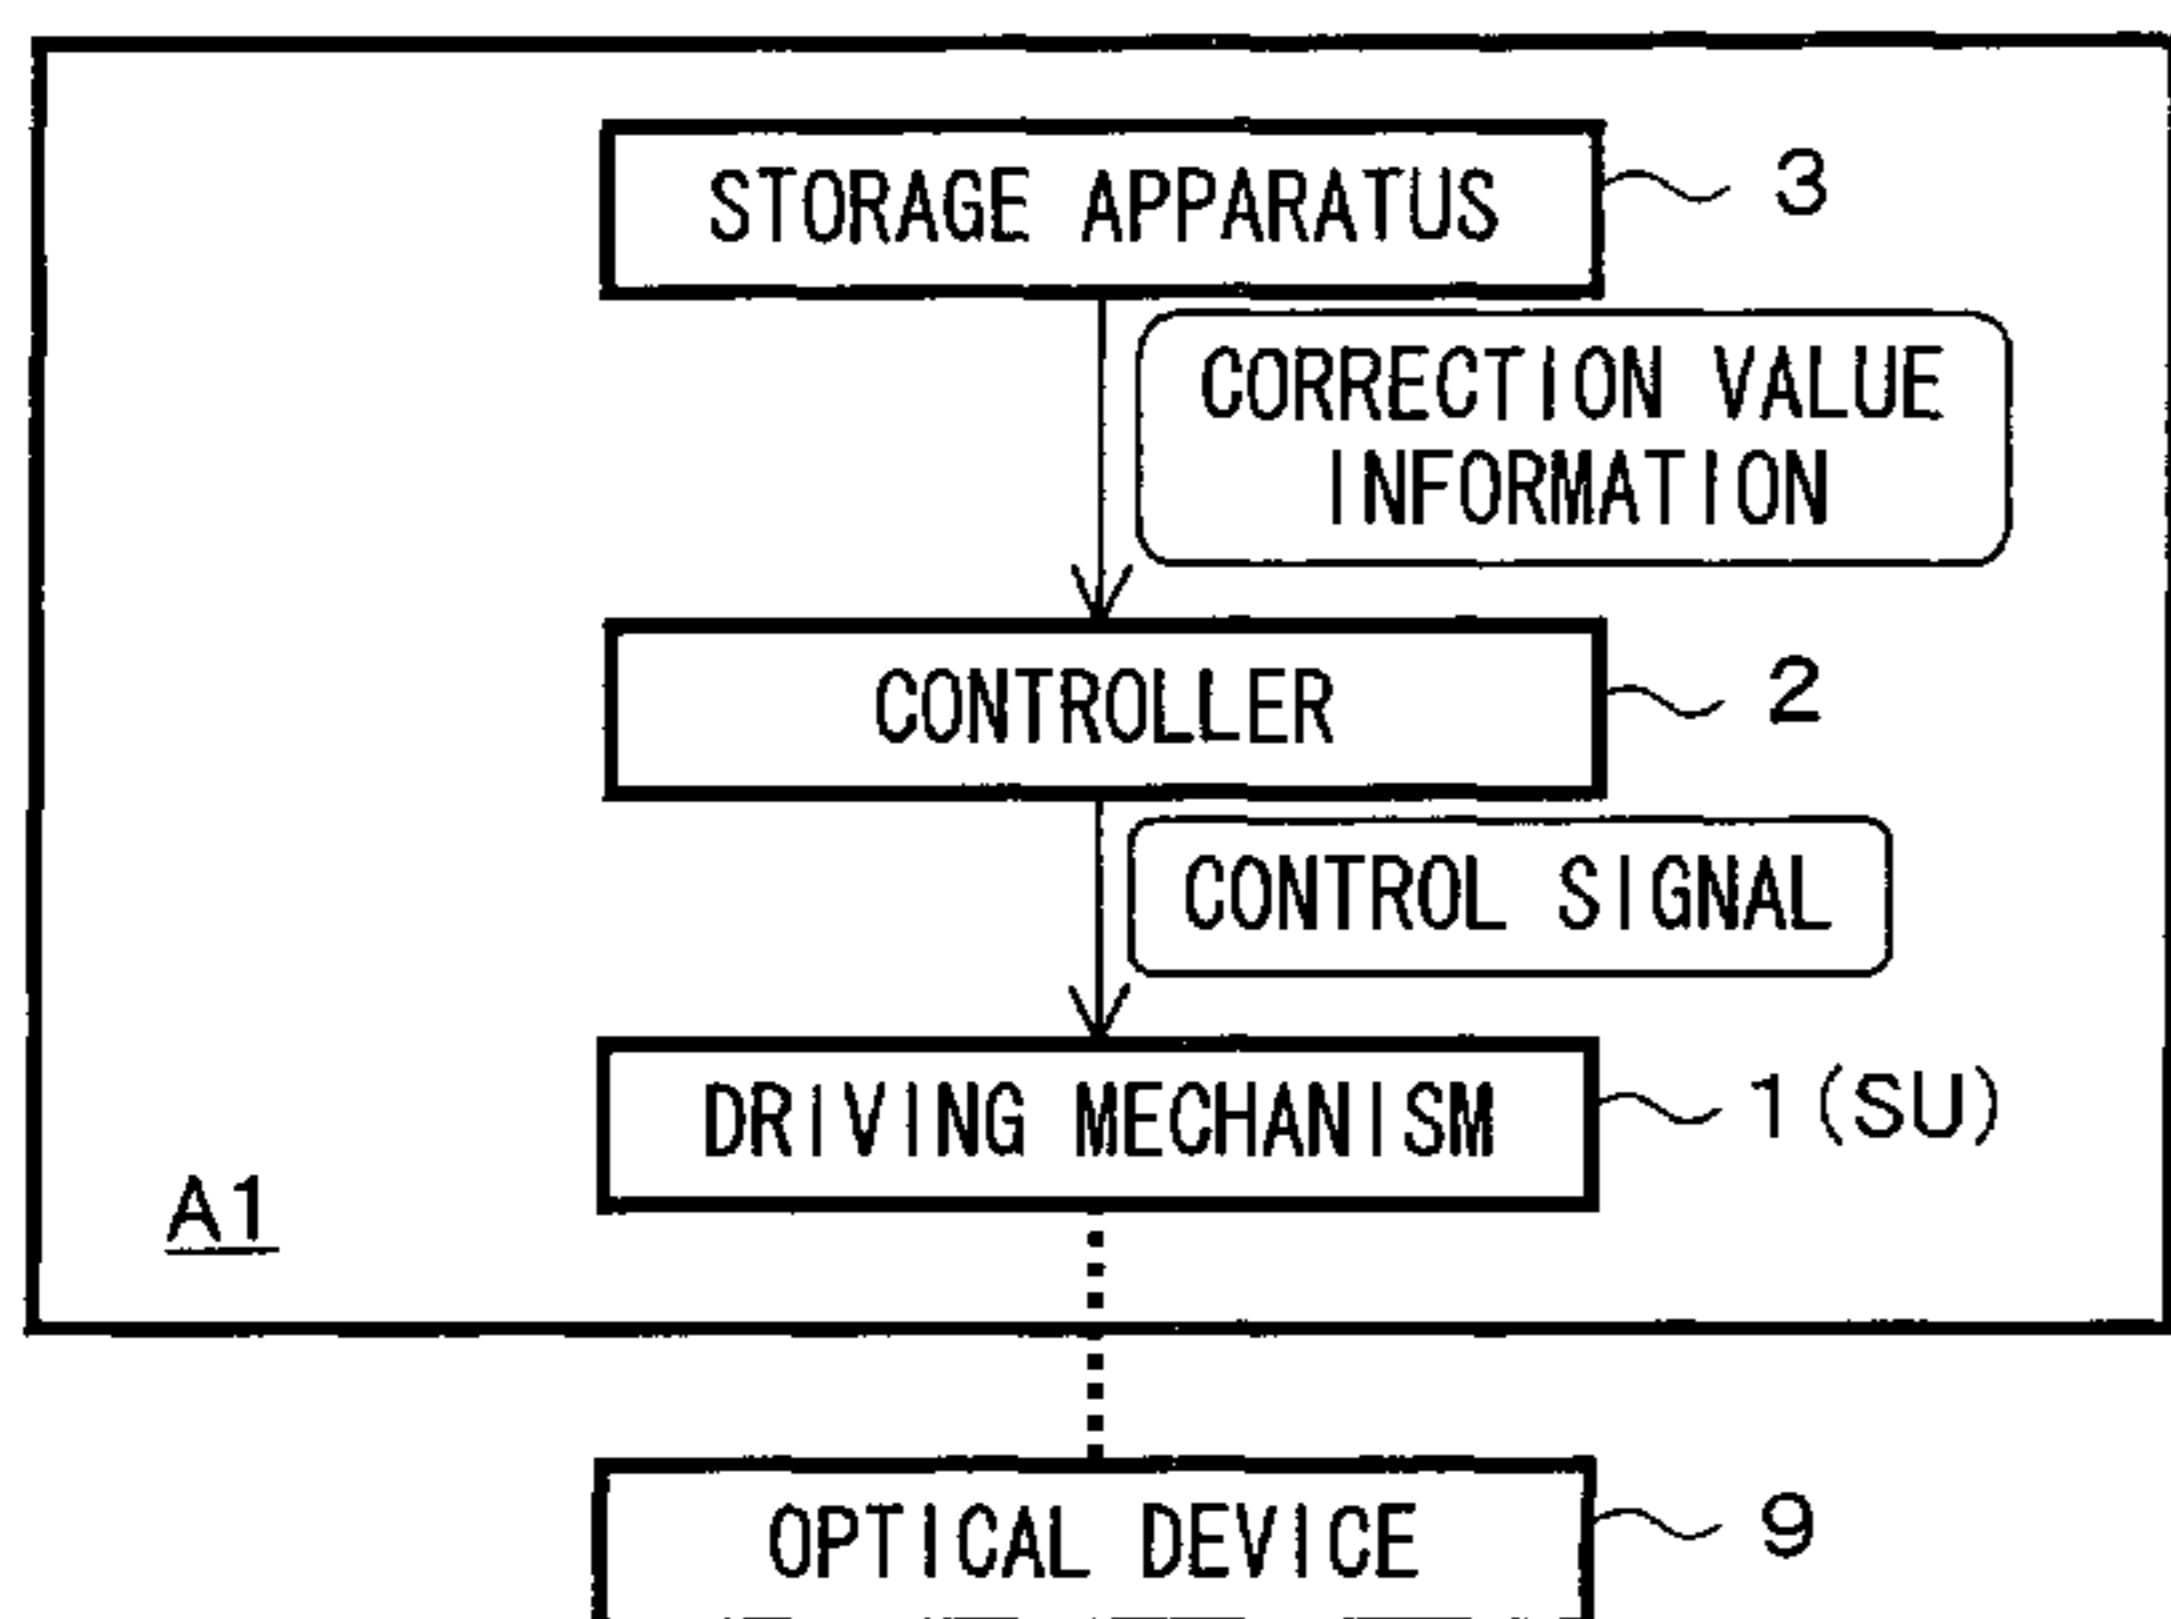 STORAGE APPARATUS 3
CORRECTION VALUE
INFORMATION
CONTROLLER 2
CONTROL SIGNAL
DRIVING MECHANISM 1(SU)
A1
OPTICAL DEVICE 9